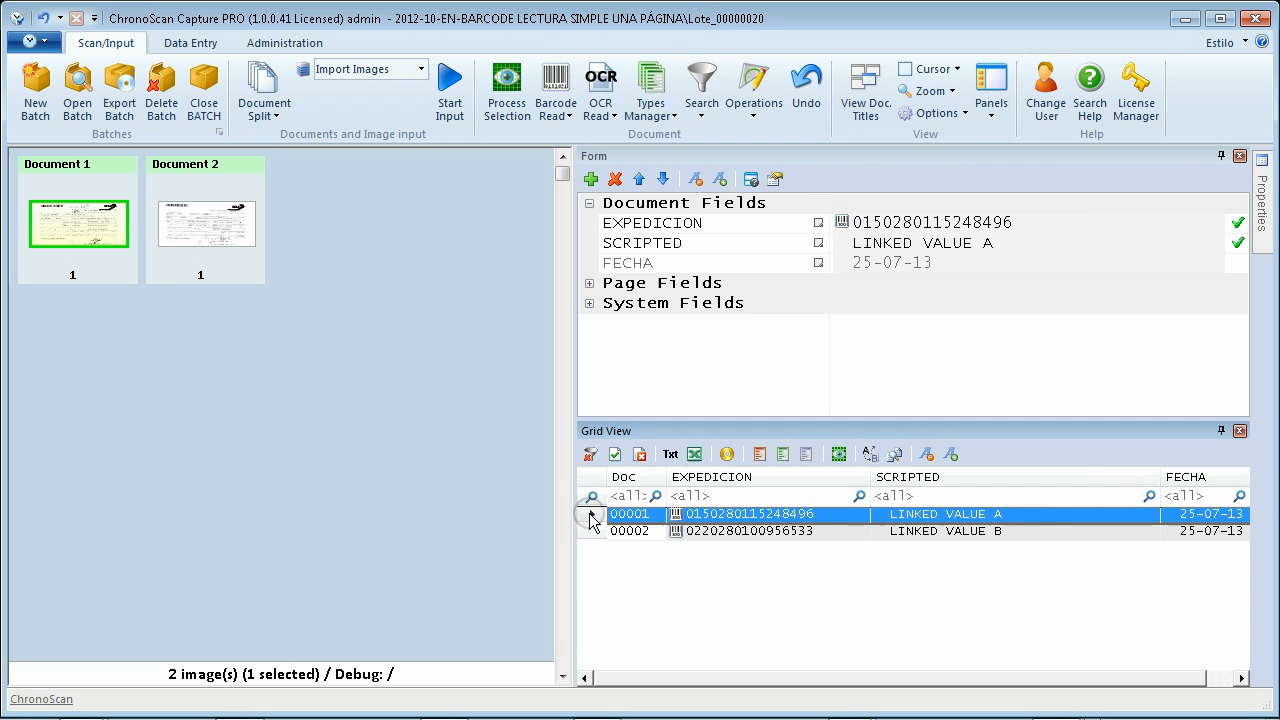 ChronoScan Capture PRO (1.0.0.41 Licensed) admin - 2012-10-EN-BARCODE LECTURA SIMPLE UNA PÁGINA\Lote_00000020
Scan/Input Data Entry Administration Estilo
New Batch
Open Batch
Export Batch
Delete Batch
Close BATCH
Batches
Document Split
Import Images
Start Input
Documents and Image input
Process Selection
Barcode Read
OCR
OCR Read
Types Manager
Search
Operations
Undo
Document
View Doc. Titles
Cursor
Zoom
Options
Panels
View
Change User
Search Help
License Manager
Help
Document 1
1
Document 2
1
2 image(s) (1 selected) / Debug: /
Form
Document Fields
EXPEDICION 0150280115248496
SCRIPTED LINKED VALUE A
FECHA 25-07-13
Page Fields
System Fields
Properties
Grid View
Txt
Doc EXPEDICION SCRIPTED FECHA
<all> <all> <all> <all>
00001 0150280115248496 LINKED VALUE A 25-07-13
00002 0220280100956533 LINKED VALUE B 25-07-13
ChronoScan